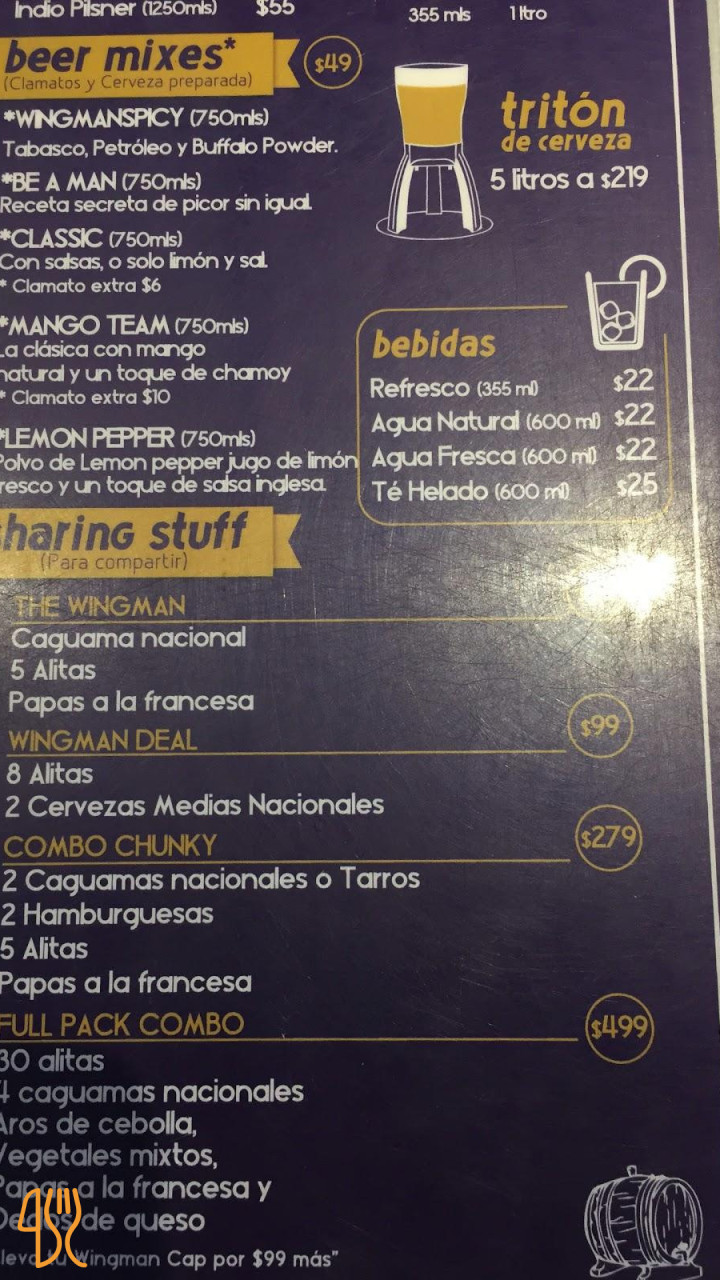 Indio Pilsner (1250mls) $55
355 mls 1 ltro
beer mixes*
(Clamatos y Cerveza preparada)
$49
*WINGMANSPICY (750mls)
Tabasco, Petróleo y Buffalo Powder.
*BE A MAN (750mls)
Receta secreta de picor sin igual.
*CLASSIC (750mls)
Con salsas, o solo limón y sal.
* Clamato extra $6
*MANGO TEAM (750mls)
La clásica con mango
natural y un toque de chamoy
* Clamato extra $10
*LEMON PEPPER (750mls)
Polvo de Lemon pepper jugo de limón
fresco y un toque de salsa inglesa.
tritón
de cerveza
5 litros a $219
bebidas
Refresco (355 ml) $22
Agua Natural (600 ml) $22
Agua Fresca (600 ml) $22
Té Helado (600 ml) $25
sharing stuff
(Para compartir)
THE WINGMAN
Caguama nacional
5 Alitas
Papas a la francesa
WINGMAN DEAL $99
8 Alitas
2 Cervezas Medias Nacionales
COMBO CHUNKY $279
2 Caguamas nacionales o Tarros
2 Hamburguesas
5 Alitas
Papas a la francesa
FULL PACK COMBO $499
30 alitas
4 caguamas nacionales
Aros de cebolla,
Vegetales mixtos,
Papas a la francesa y
Dedos de queso
lleva tu Wingman Cap por $99 más"